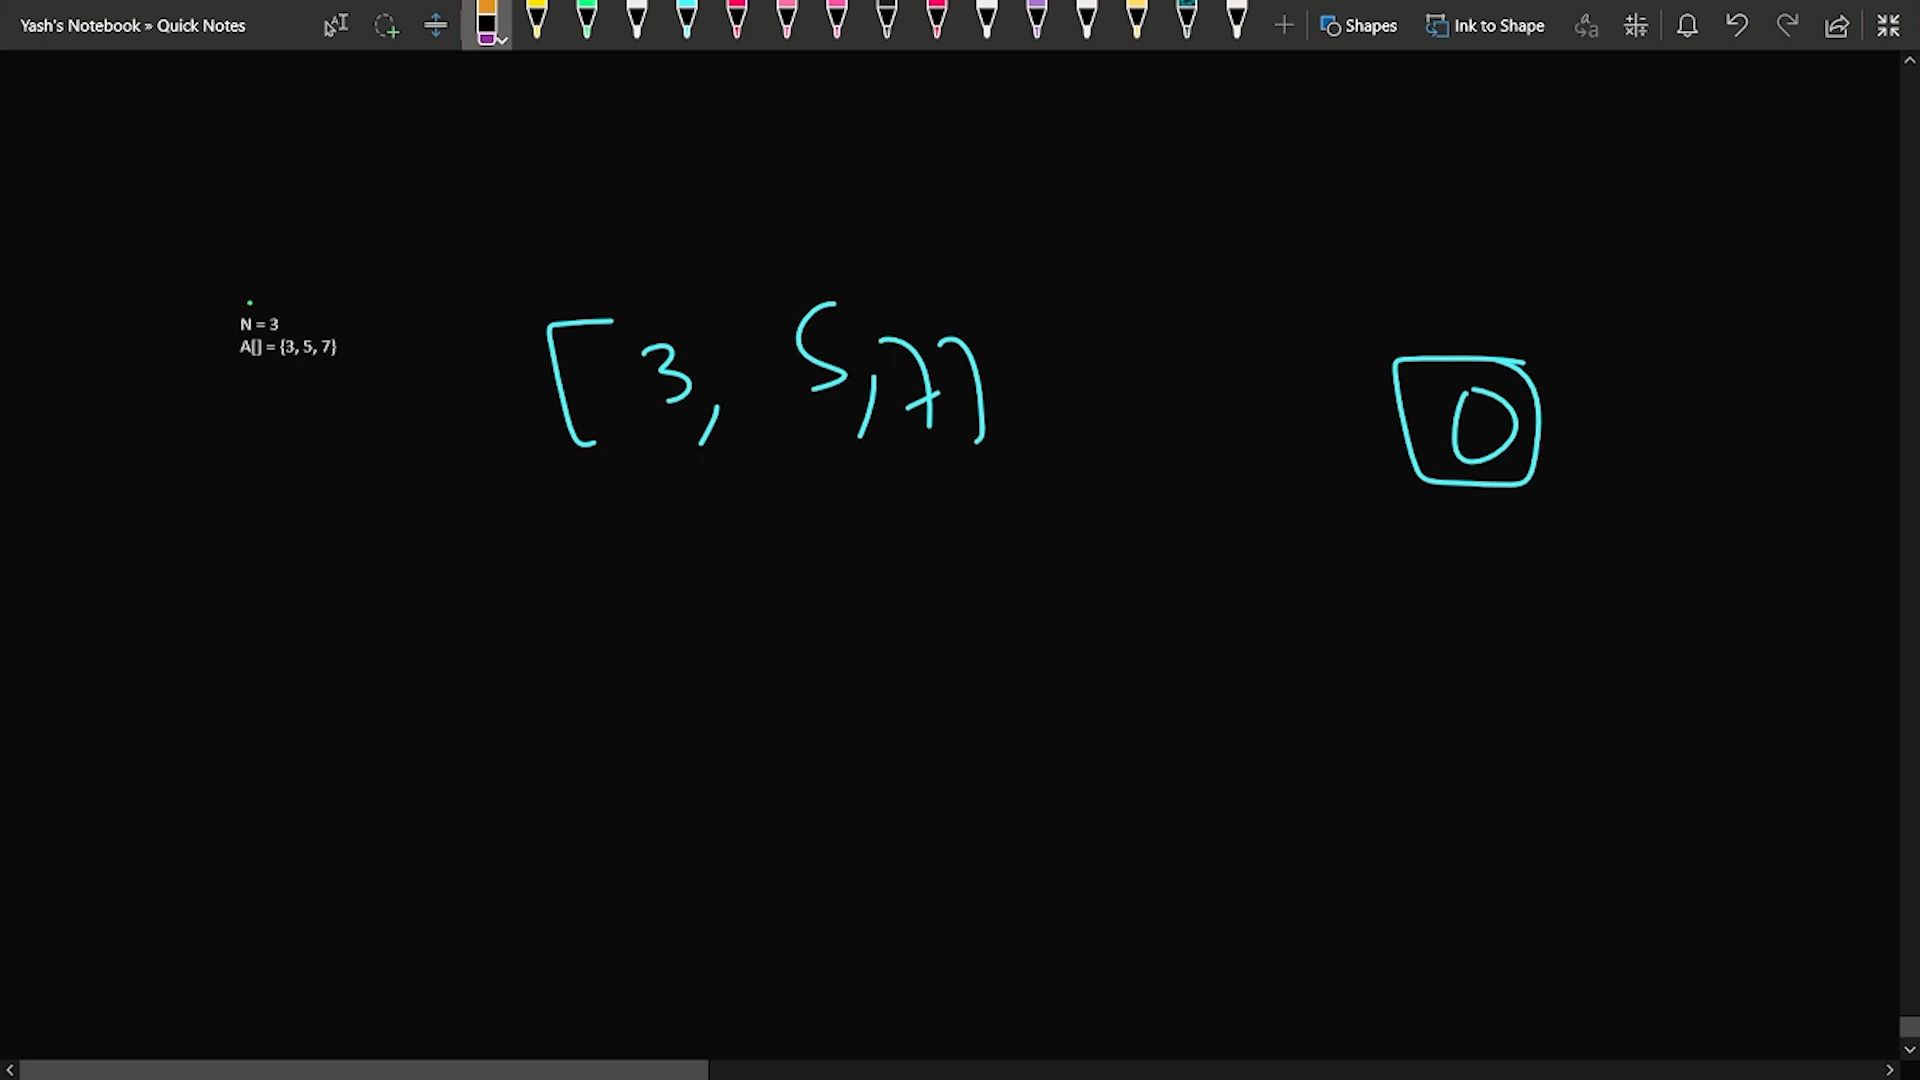 Yash's Notebook » Quick Notes
Shapes
Ink to Shape
N = 3
A[] = {3, 5, 7}
[3, 5, 7]
0